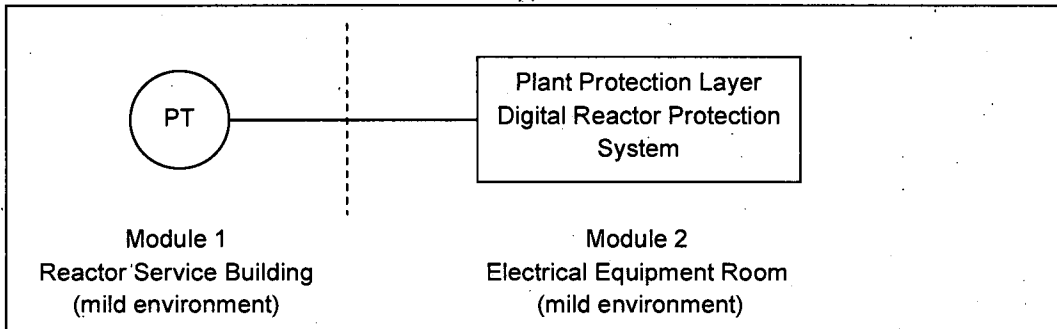 PT
Plant Protection Layer
Digital Reactor Protection
System
Module 1
Reactor Service Building
(mild environment)
Module 2
Electrical Equipment Room
(mild environment)